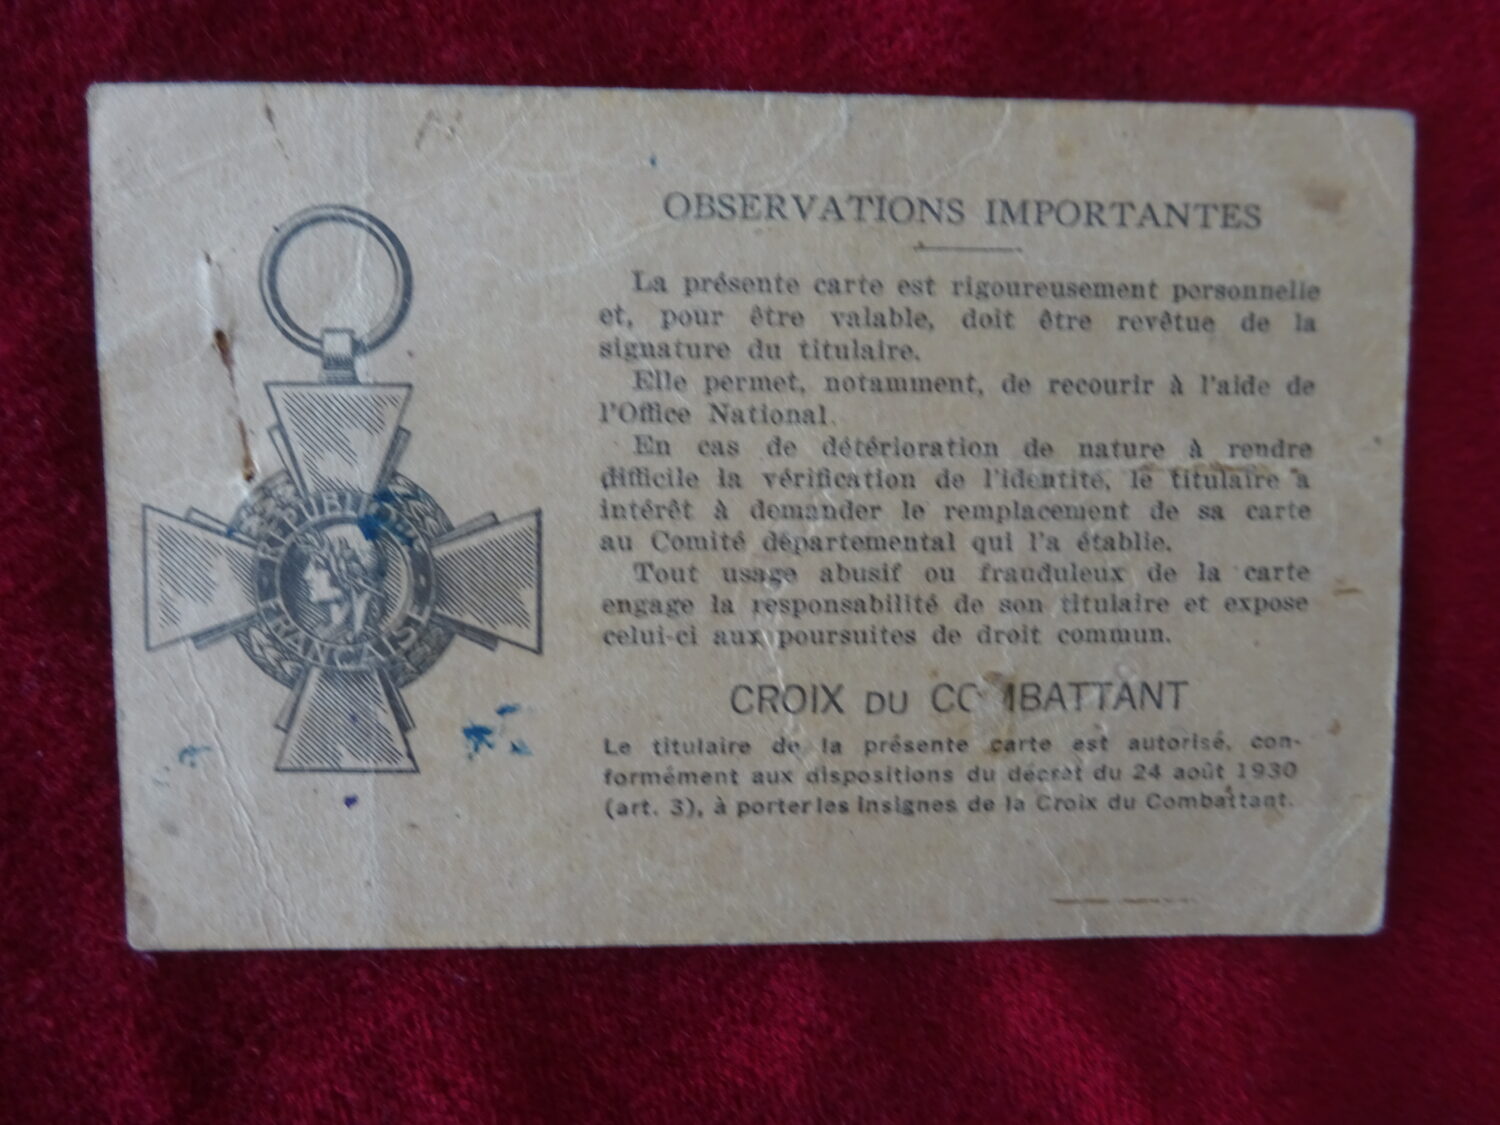 RÉPUBLIQUE
FRANÇAISE
OBSERVATIONS IMPORTANTES
La présente carte est rigoureusement personnelle
et, pour être valable, doit être revêtue de la
signature du titulaire.
Elle permet, notamment, de recourir à l'aide de
l'Office National.
En cas de détérioration de nature à rendre
difficile la vérification de l'identité, le titulaire a
intérêt à demander le remplacement de sa carte
au Comité départemental qui l'a établie.
Tout usage abusif ou frauduleux de la carte
engage la responsabilité de son titulaire et expose
celui-ci aux poursuites de droit commun.
CROIX DU COMBATTANT
Le titulaire de la présente carte est autorisé, con-
formément aux dispositions du décret du 24 août 1930
(art. 3), à porter les insignes de la Croix du Combattant.